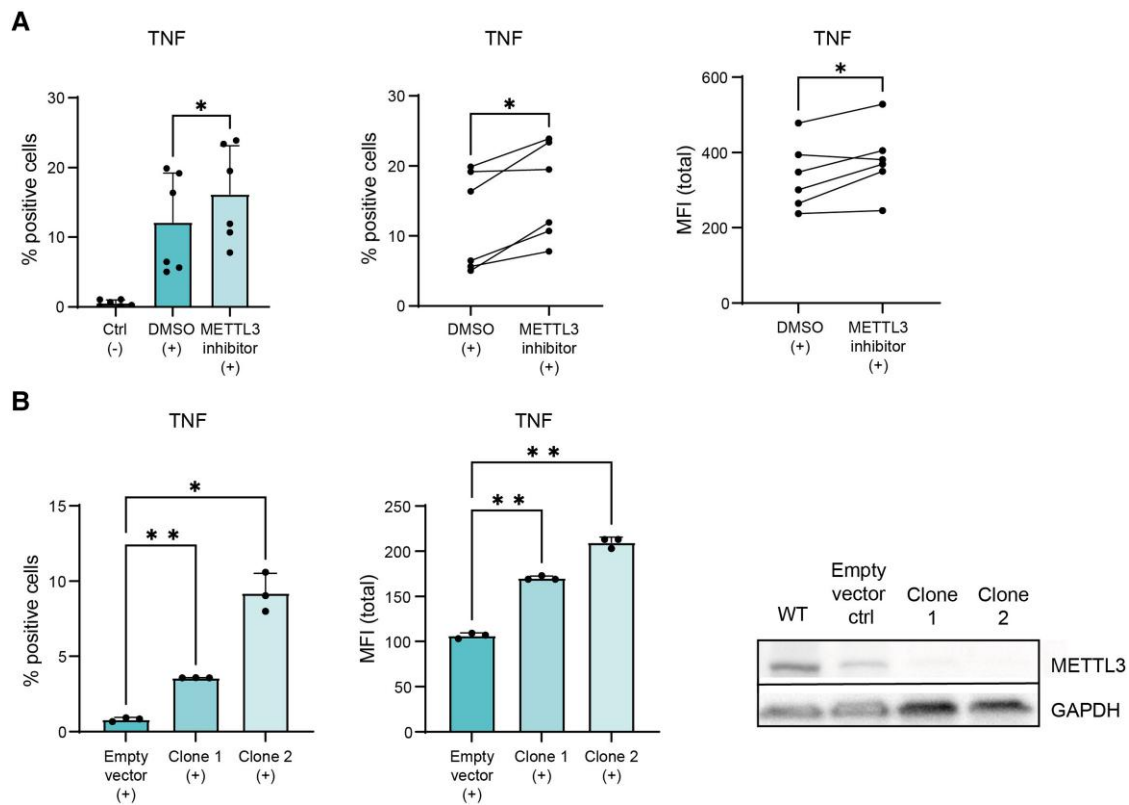 A
TNF
% positive cells
30
20
10
0
*
Ctrl
(-)
DMSO
(+)
METTL3
inhibitor
(+)
TNF
% positive cells
30
20
10
0
*
DMSO
(+)
METTL3
inhibitor
(+)
TNF
MFI (total)
600
400
200
0
*
DMSO
(+)
METTL3
inhibitor
(+)
B
TNF
% positive cells
15
10
5
0
*
**
Empty
vector
(+)
Clone 1
(+)
Clone 2
(+)
TNF
MFI (total)
250
200
150
100
50
0
**
**
Empty
vector
(+)
Clone 1
(+)
Clone 2
(+)
WT
Empty
vector
ctrl
Clone
1
Clone
2
METTL3
GAPDH